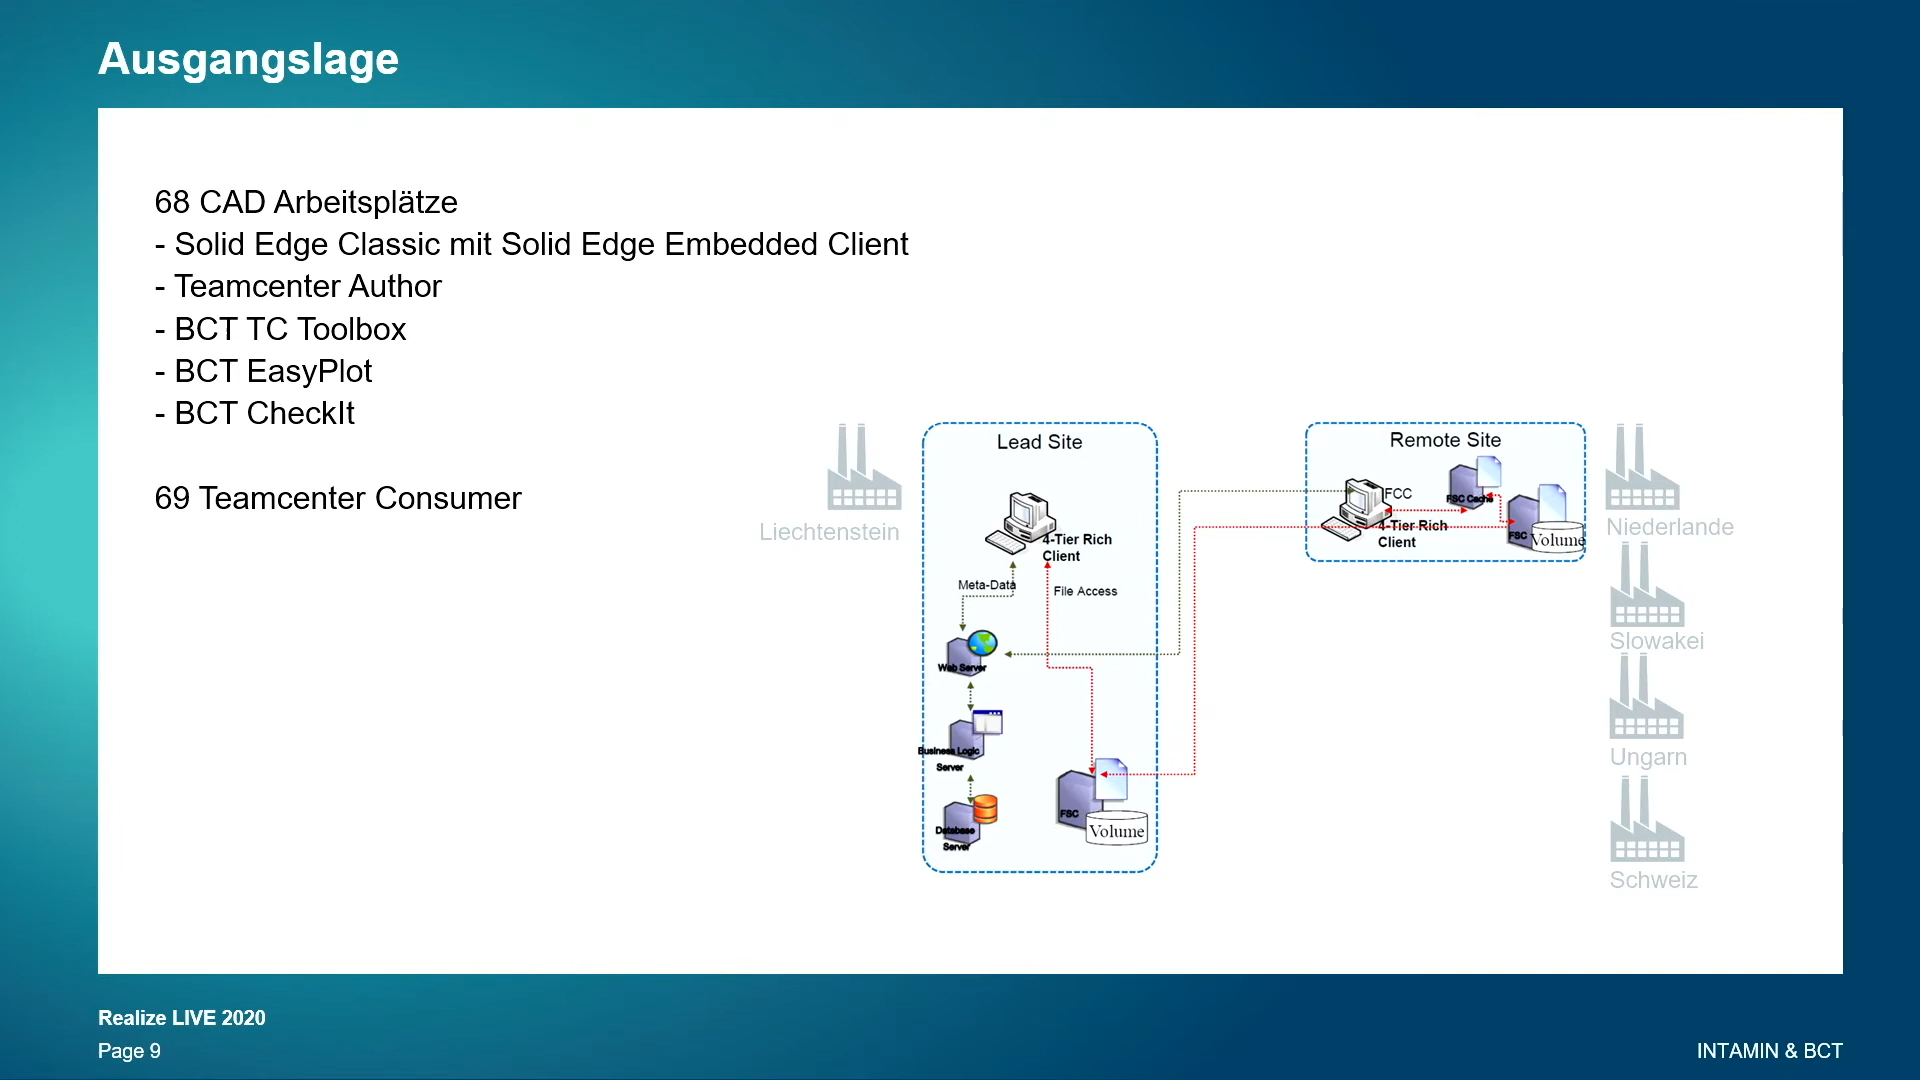 Ausgangslage
68 CAD Arbeitsplätze
- Solid Edge Classic mit Solid Edge Embedded Client
- Teamcenter Author
- BCT TC Toolbox
- BCT EasyPlot
- BCT CheckIt
69 Teamcenter Consumer
Liechtenstein
Lead Site
4-Tier Rich
Client
Meta-Data
File Access
Web Server
Business Logic
Server
Database
Server
FSC
Volume
Remote Site
FCC
4-Tier Rich
Client
FSC Cache
FSC
Volume
Niederlande
Slowakei
Ungarn
Schweiz
Realize LIVE 2020
Page 9
INTAMIN & BCT